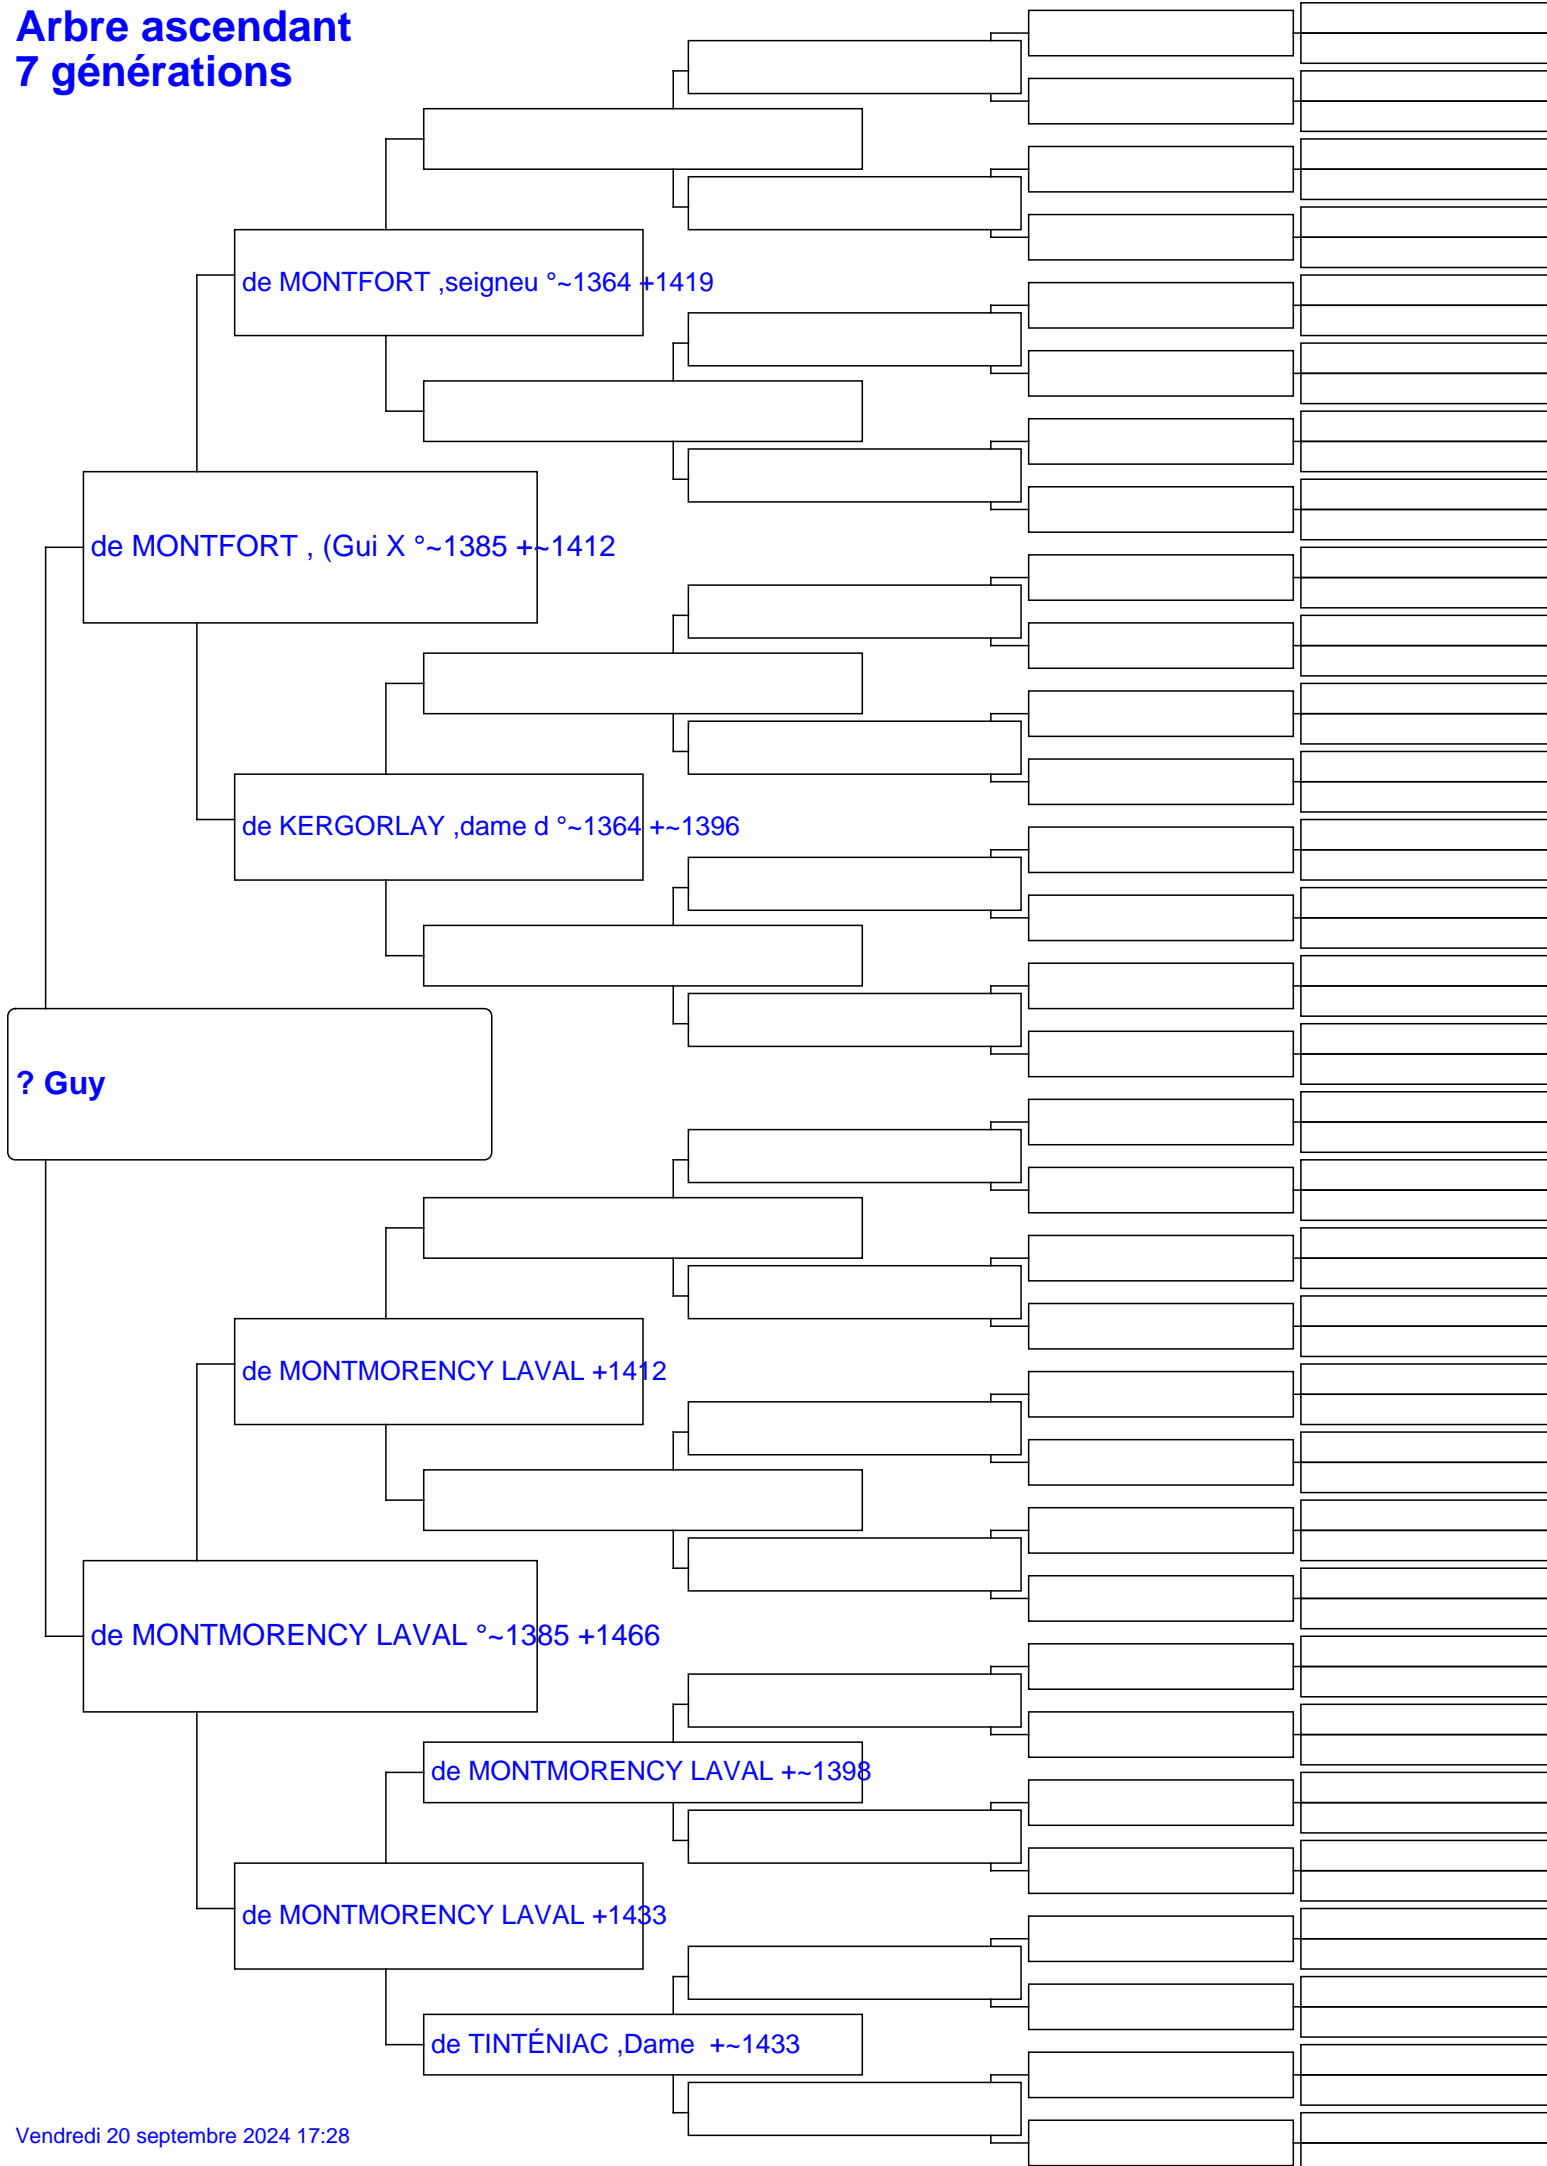 Arbre ascendant
7 générations
de MONTFORT ,seigneu °~1364 +1419
de MONTFORT , (Gui X °~1385 +~1412
de KERGORLAY ,dame d °~1364 +~1396
? Guy
de MONTMORENCY LAVAL +1412
de MONTMORENCY LAVAL °~1385 +1466
de MONTMORENCY LAVAL +~1398
de MONTMORENCY LAVAL +1433
de TINTÉNIAC ,Dame  +~1433
Vendredi 20 septembre 2024 17:28